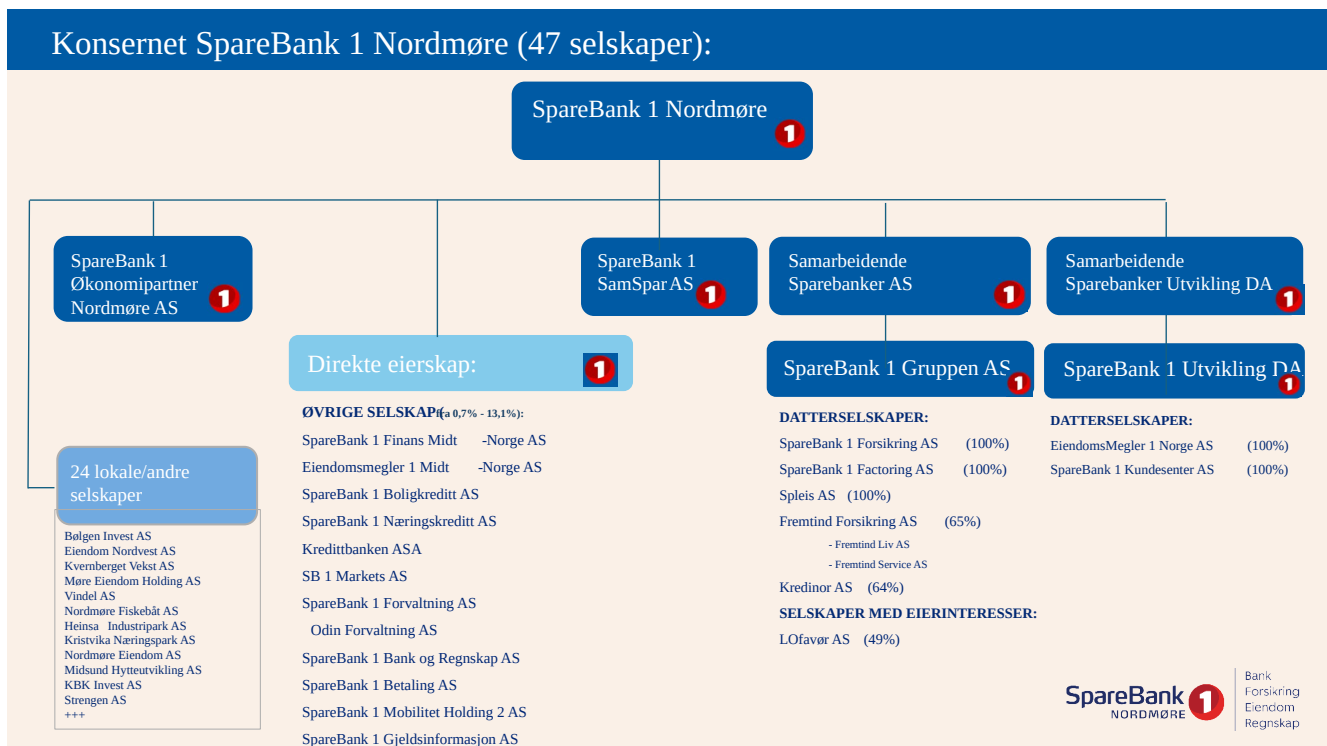 Konsernet SpareBank 1 Nordmøre (47 selskaper):
SpareBank 1 Nordmøre
SpareBank 1
Økonomipartner
Nordmøre AS
SpareBank 1
SamSpar AS
Samarbeidende
Sparebanker AS
Samarbeidende
Sparebanker Utvikling DA
Direkte eierskap:
SpareBank 1 Gruppen AS
SpareBank 1 Utvikling DA
24 lokale/andre
selskaper
Bølgen Invest AS
Eiendom Nordvest AS
Kvernberget Vekst AS
Møre Eiendom Holding AS
Vindel AS
Nordmøre Fiskebåt AS
Heinsa Industripark AS
Kristvika Næringspark AS
Nordmøre Eiendom AS
Midsund Hytteutvikling AS
KBK Invest AS
Strengen AS
+++
ØVRIGE SELSKAP (fra 0,7% - 13,1%):
SpareBank 1 Finans Midt -Norge AS
Eiendomsmegler 1 Midt -Norge AS
SpareBank 1 Boligkreditt AS
SpareBank 1 Næringskreditt AS
Kredittbanken ASA
SB 1 Markets AS
SpareBank 1 Forvaltning AS
Odin Forvaltning AS
SpareBank 1 Bank og Regnskap AS
SpareBank 1 Betaling AS
SpareBank 1 Mobilitet Holding 2 AS
SpareBank 1 Gjeldsinformasjon AS
DATTERSELSKAPER:
SpareBank 1 Forsikring AS (100%)
SpareBank 1 Factoring AS (100%)
Spleis AS (100%)
Fremtind Forsikring AS (65%)
- Fremtind Liv AS
- Fremtind Service AS
Kredinor AS (64%)
SELSKAPER MED EIERINTERESSER:
LOfavør AS (49%)
DATTERSELSKAPER:
EiendomsMegler 1 Norge AS (100%)
SpareBank 1 Kundesenter AS (100%)
SpareBank 1
NORDMØRE
Bank
Forsikring
Eiendom
Regnskap